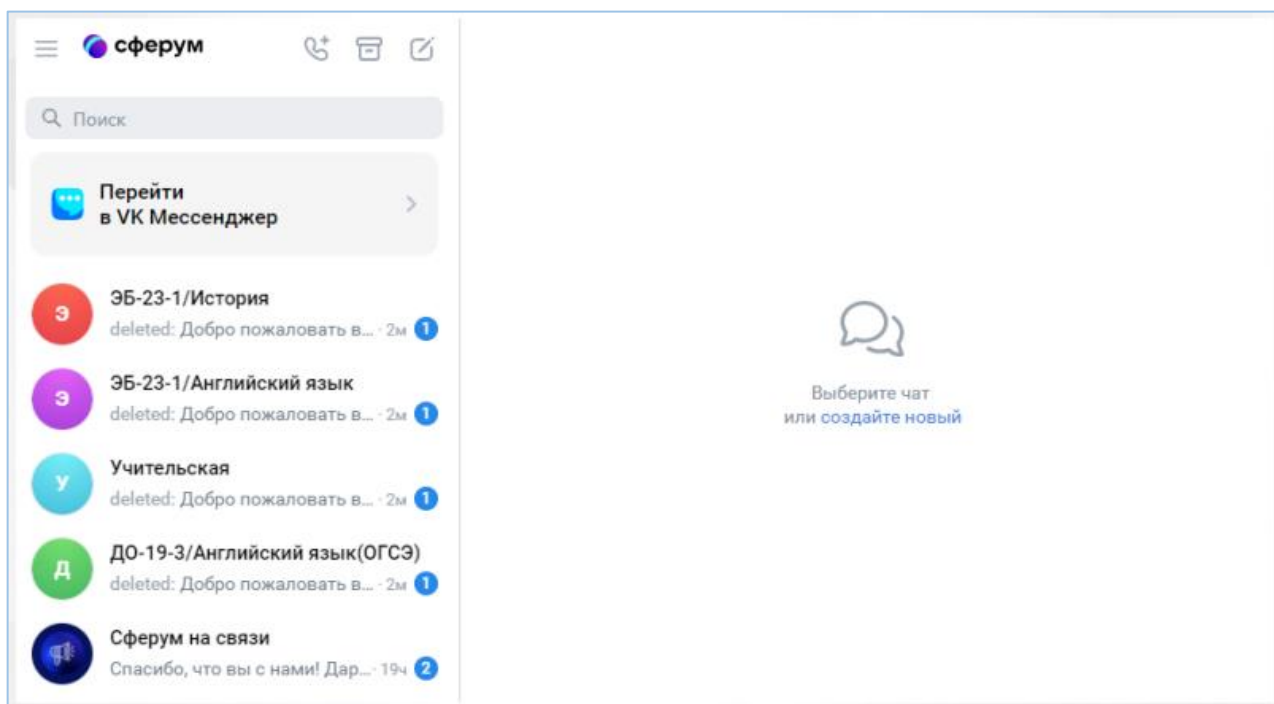 сферум
Поиск
Перейти
в VK Мессенджер
Э
ЭБ-23-1/История
deleted: Добро пожаловать в... · 2м 1
Э
ЭБ-23-1/Английский язык
deleted: Добро пожаловать в... · 2м 1
У
Учительская
deleted: Добро пожаловать в... · 2м 1
Д
ДО-19-3/Английский язык(ОГСЭ)
deleted: Добро пожаловать в... · 2м 1
Сферум на связи
Спасибо, что вы с нами! Дар... · 19ч 2
Выберите чат
или создайте новый